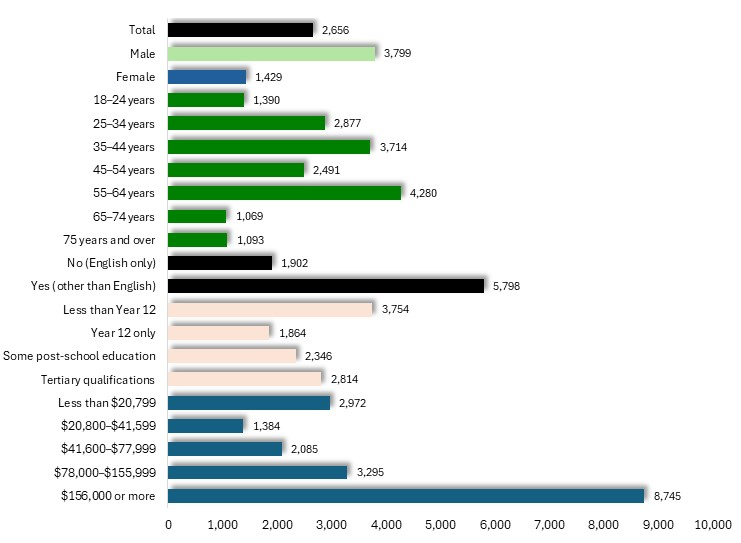 Total 2,656
Male 3,799
Female 1,429
18–24 years 1,390
25–34 years 2,877
35–44 years 3,714
45–54 years 2,491
55–64 years 4,280
65–74 years 1,069
75 years and over 1,093
No (English only) 1,902
Yes (other than English) 5,798
Less than Year 12 3,754
Year 12 only 1,864
Some post-school education 2,346
Tertiary qualifications 2,814
Less than $20,799 2,972
$20,800–$41,599 1,384
$41,600–$77,999 2,085
$78,000–$155,999 3,295
$156,000 or more 8,745
0 1,000 2,000 3,000 4,000 5,000 6,000 7,000 8,000 9,000 10,000